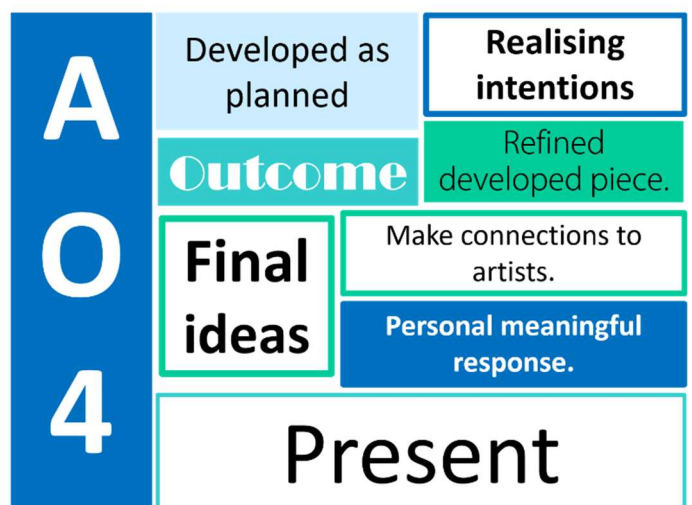 A
O
4
Developed as
planned
Realising
intentions
Outcome
Refined
developed piece.
Final
ideas
Make connections to
artists.
Personal meaningful
response.
Present